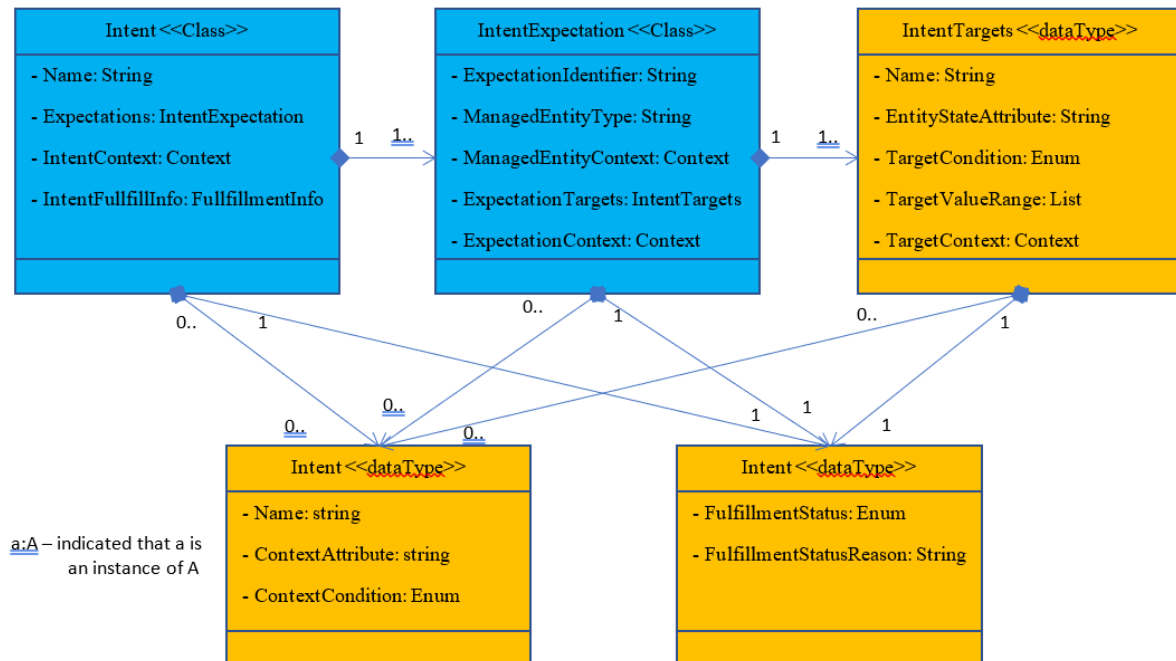 Intent <<Class>>
- Name: String
- Expectations: IntentExpectation
- IntentContext: Context
- IntentFullfillInfo: FullfillmentInfo
1
1..
IntentExpectation <<Class>>
- ExpectationIdentifier: String
- ManagedEntityType: String
- ManagedEntityContext: Context
- ExpectationTargets: IntentTargets
- ExpectationContext: Context
1
1..
IntentTargets <<dataType>>
- Name: String
- EntityStateAttribute: String
- TargetCondition: Enum
- TargetValueRange: List
- TargetContext: Context
0..
1
0..
1
0..
1
0..
0..
0..
1
1
1
Intent <<dataType>>
- Name: string
- ContextAttribute: string
- ContextCondition: Enum
Intent <<dataType>>
- FulfillmentStatus: Enum
- FulfillmentStatusReason: String
a:A – indicated that a is
an instance of A